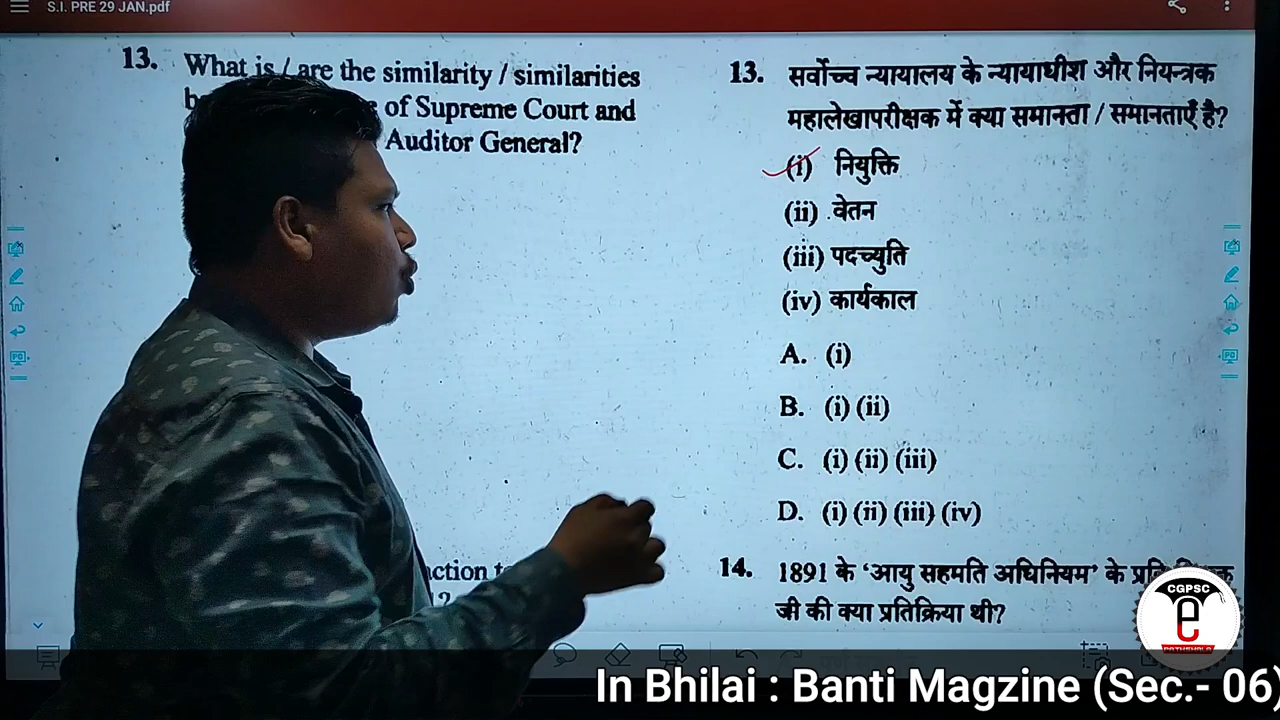 S.I. PRE 29 JAN.pdf
13. What is / are the similarity / similarities
of Supreme Court and
Auditor General?
13. सर्वोच्च न्यायालय के न्यायाधीश और नियन्त्रक
महालेखापरीक्षक में क्या समानता / समानताएँ है?
(i) नियुक्ति
(ii) वेतन
(iii) पदच्युति
(iv) कार्यकाल
A. (i)
B. (i) (ii)
C. (i) (ii) (iii)
D. (i) (ii) (iii) (iv)
14. 1891 के ‘आयु सहमति अधिनियम’ के
जी की क्या प्रतिक्रिया थी?
CGPSC
e
PATHSHALA
In Bhilai : Banti Magzine (Sec.- 06)